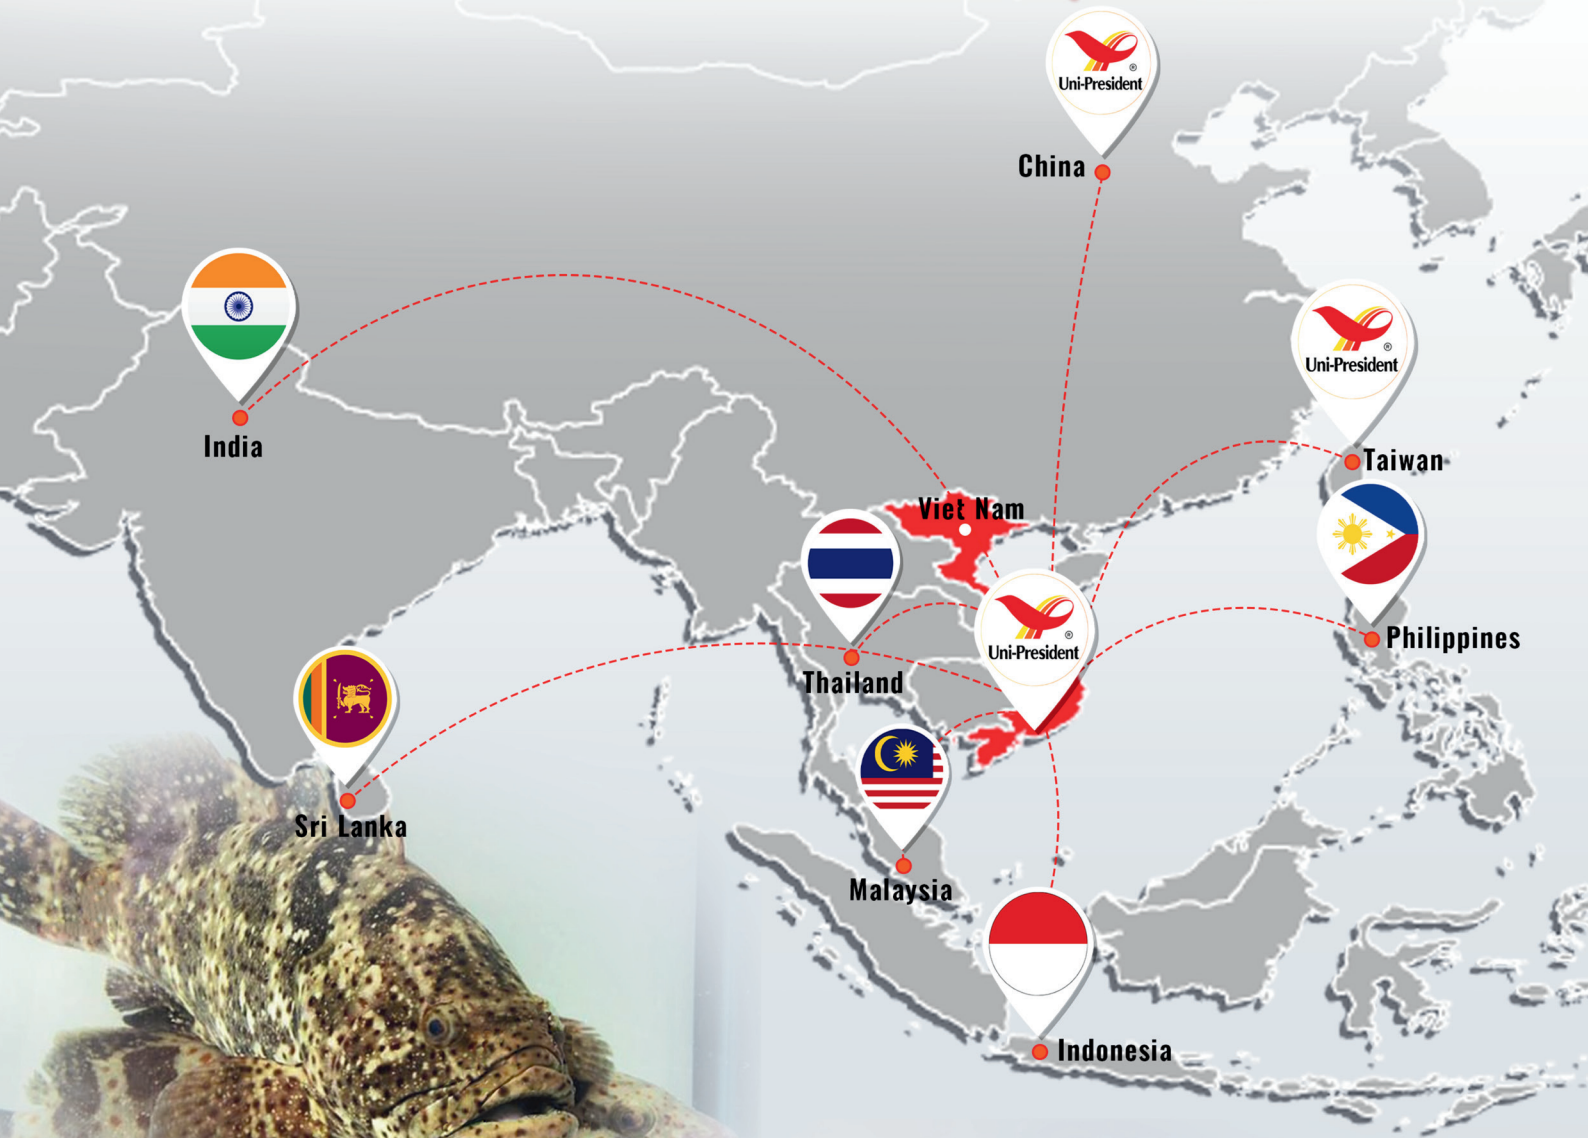 Uni-President
®
China
Uni-President
®
India
Taiwan
Viet Nam
Uni-President
®
Philippines
Thailand
Sri Lanka
Malaysia
Indonesia